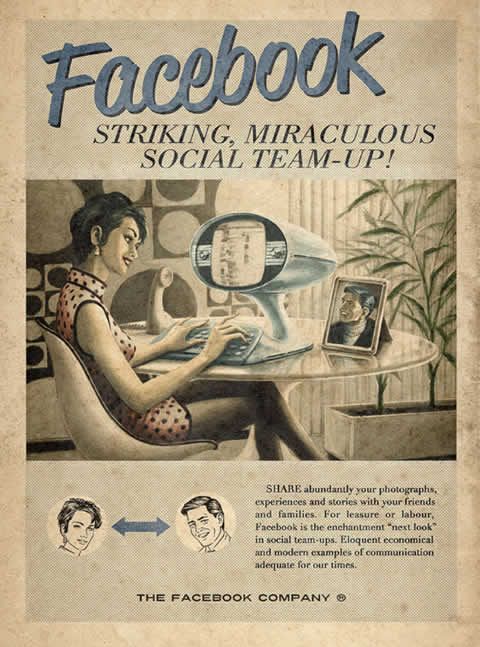 Facebook
STRIKING, MIRACULOUS
SOCIAL TEAM-UP!
SHARE abundantly your photographs,
experiences and stories with your friends
and families. For leasure or labour,
Facebook is the enchantment “next look”
in social team-ups. Eloquent economical
and modern examples of communication
adequate for our times.
THE FACEBOOK COMPANY ®